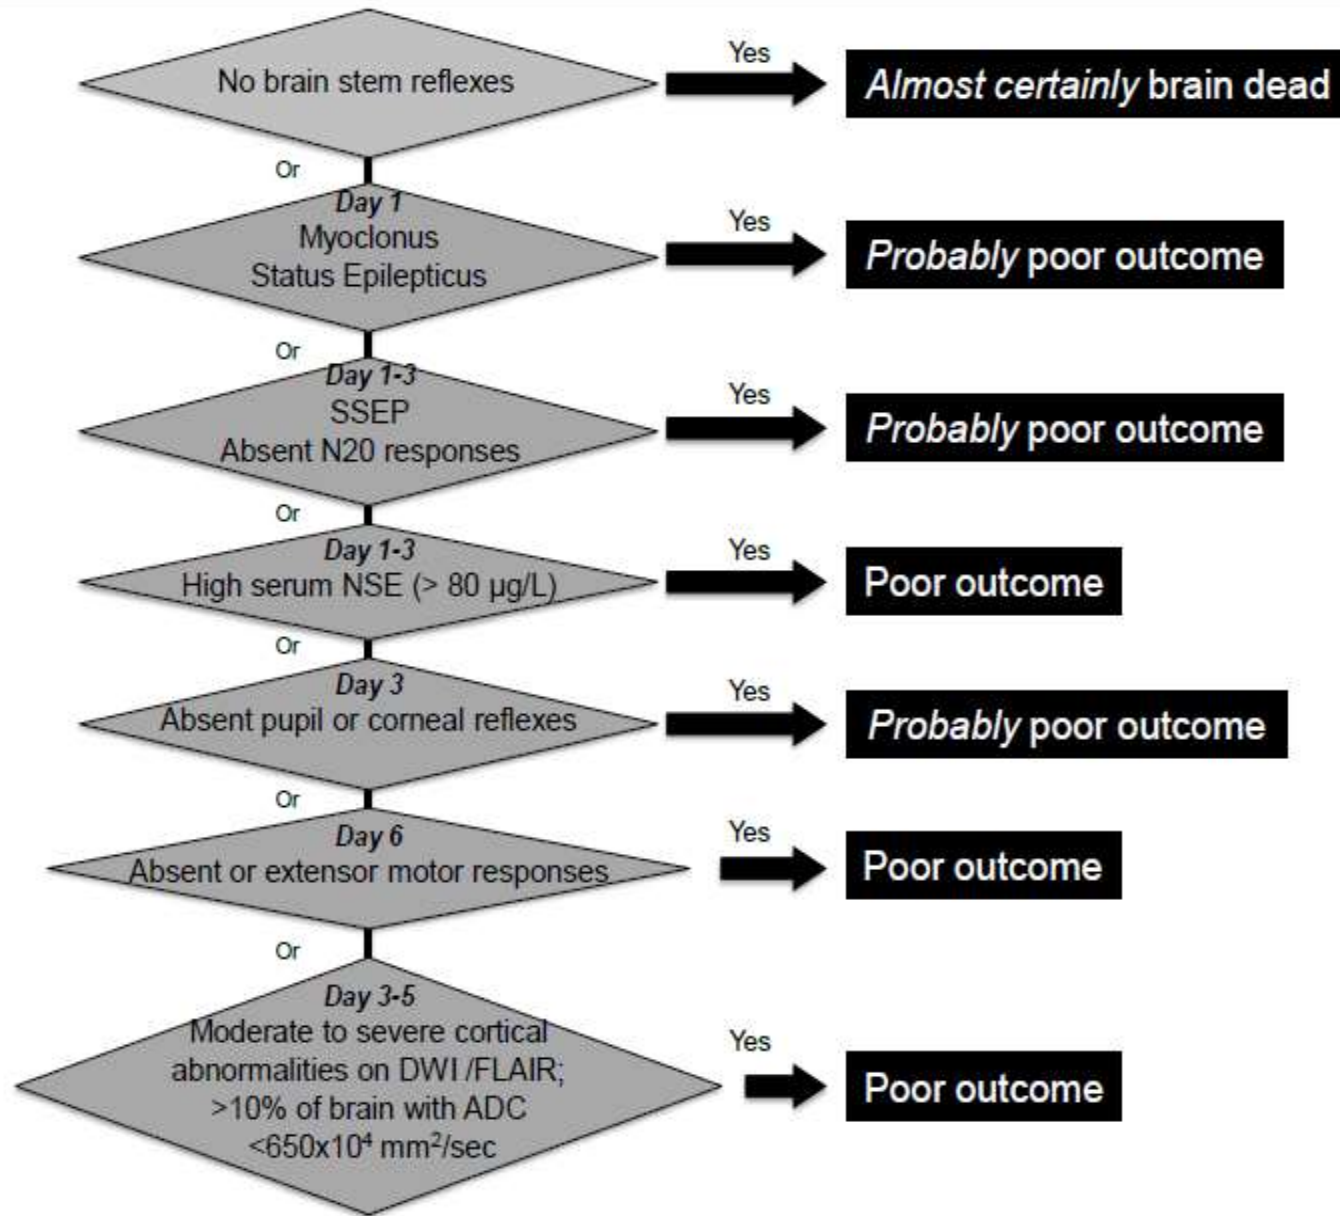 No brain stem reflexes
Yes
Almost certainly brain dead
Or
Day 1
Myoclonus
Status Epilepticus
Yes
Probably poor outcome
Or
Day 1-3
SSEP
Absent N20 responses
Yes
Probably poor outcome
Or
Day 1-3
High serum NSE (> 80 µg/L)
Yes
Poor outcome
Or
Day 3
Absent pupil or corneal reflexes
Yes
Probably poor outcome
Or
Day 6
Absent or extensor motor responses
Yes
Poor outcome
Or
Day 3-5
Moderate to severe cortical
abnormalities on DWI /FLAIR;
>10% of brain with ADC
<650x10⁴ mm²/sec
Yes
Poor outcome